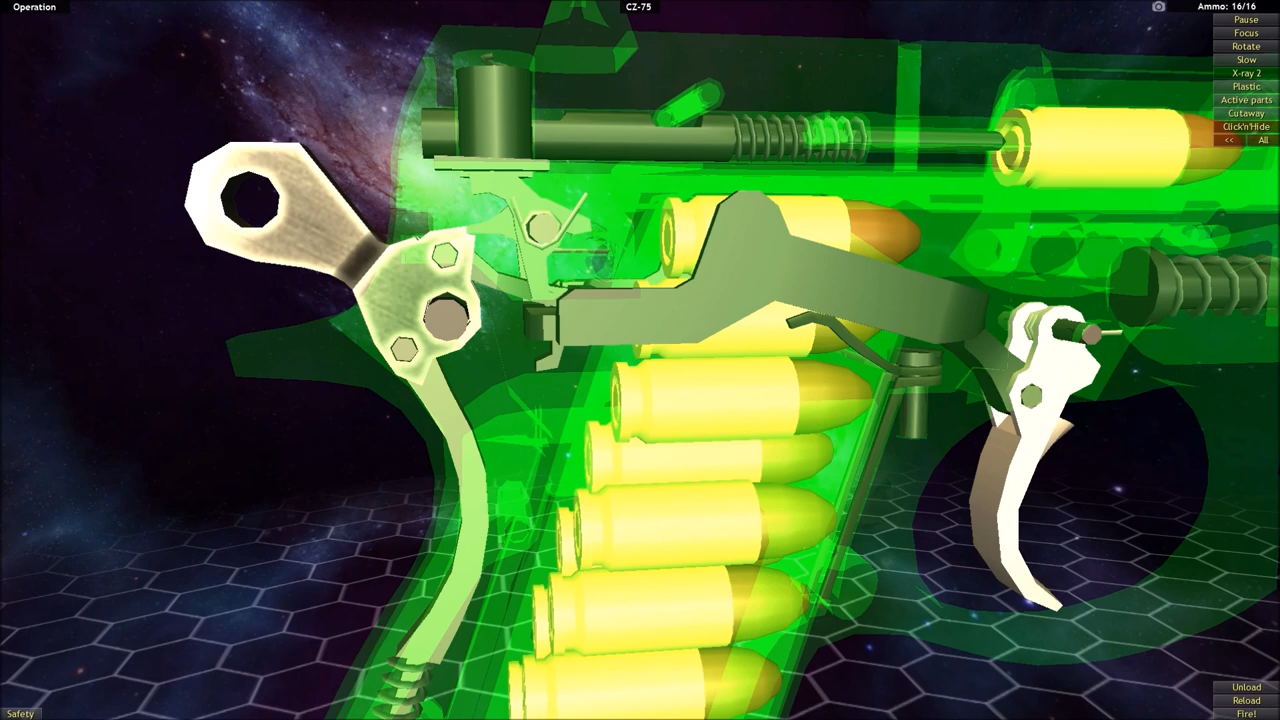 Operation
CZ-75
Ammo: 16/16
Pause
Focus
Rotate
Slow
X-ray 2
Plastic
Active parts
Cutaway
Click'n'Hide
<< All
Unload
Reload
Fire!
Safety